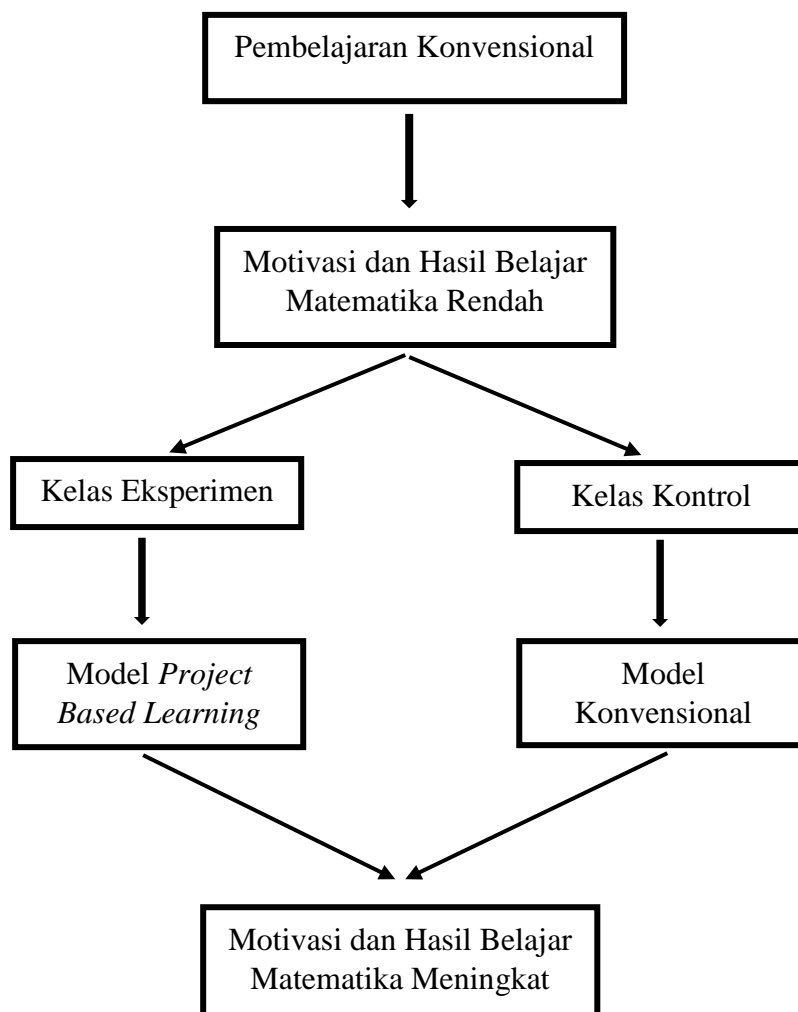 Pembelajaran Konvensional
Motivasi dan Hasil Belajar
Matematika Rendah
Kelas Eksperimen
Kelas Kontrol
Model Project
Based Learning
Model
Konvensional
Motivasi dan Hasil Belajar
Matematika Meningkat